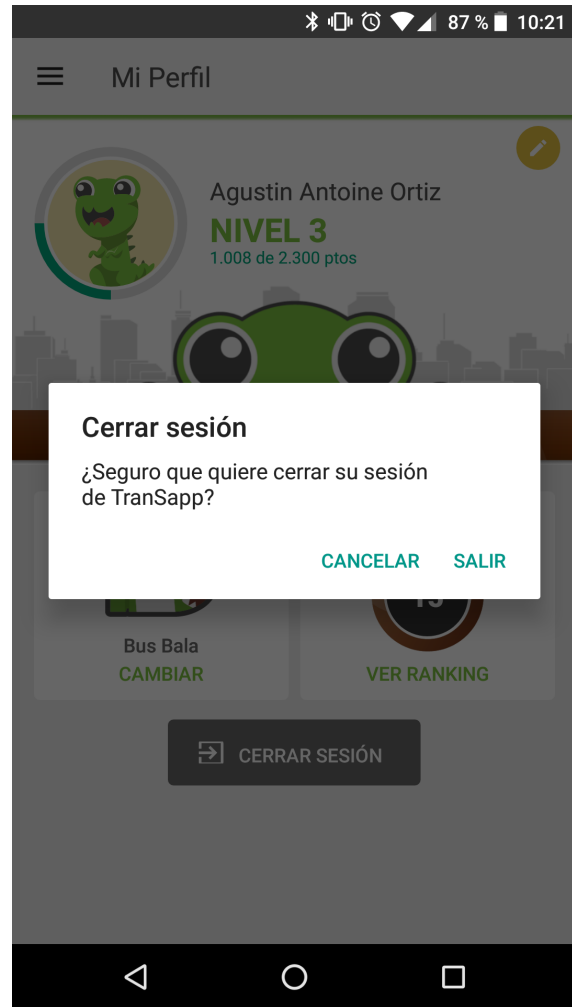 87 % 10:21
Mi Perfil
Agustin Antoine Ortiz
NIVEL 3
1.008 de 2.300 ptos
Cerrar sesión
¿Seguro que quiere cerrar su sesión
de TranSapp?
CANCELAR SALIR
Bus Bala
CAMBIAR
VER RANKING
CERRAR SESIÓN